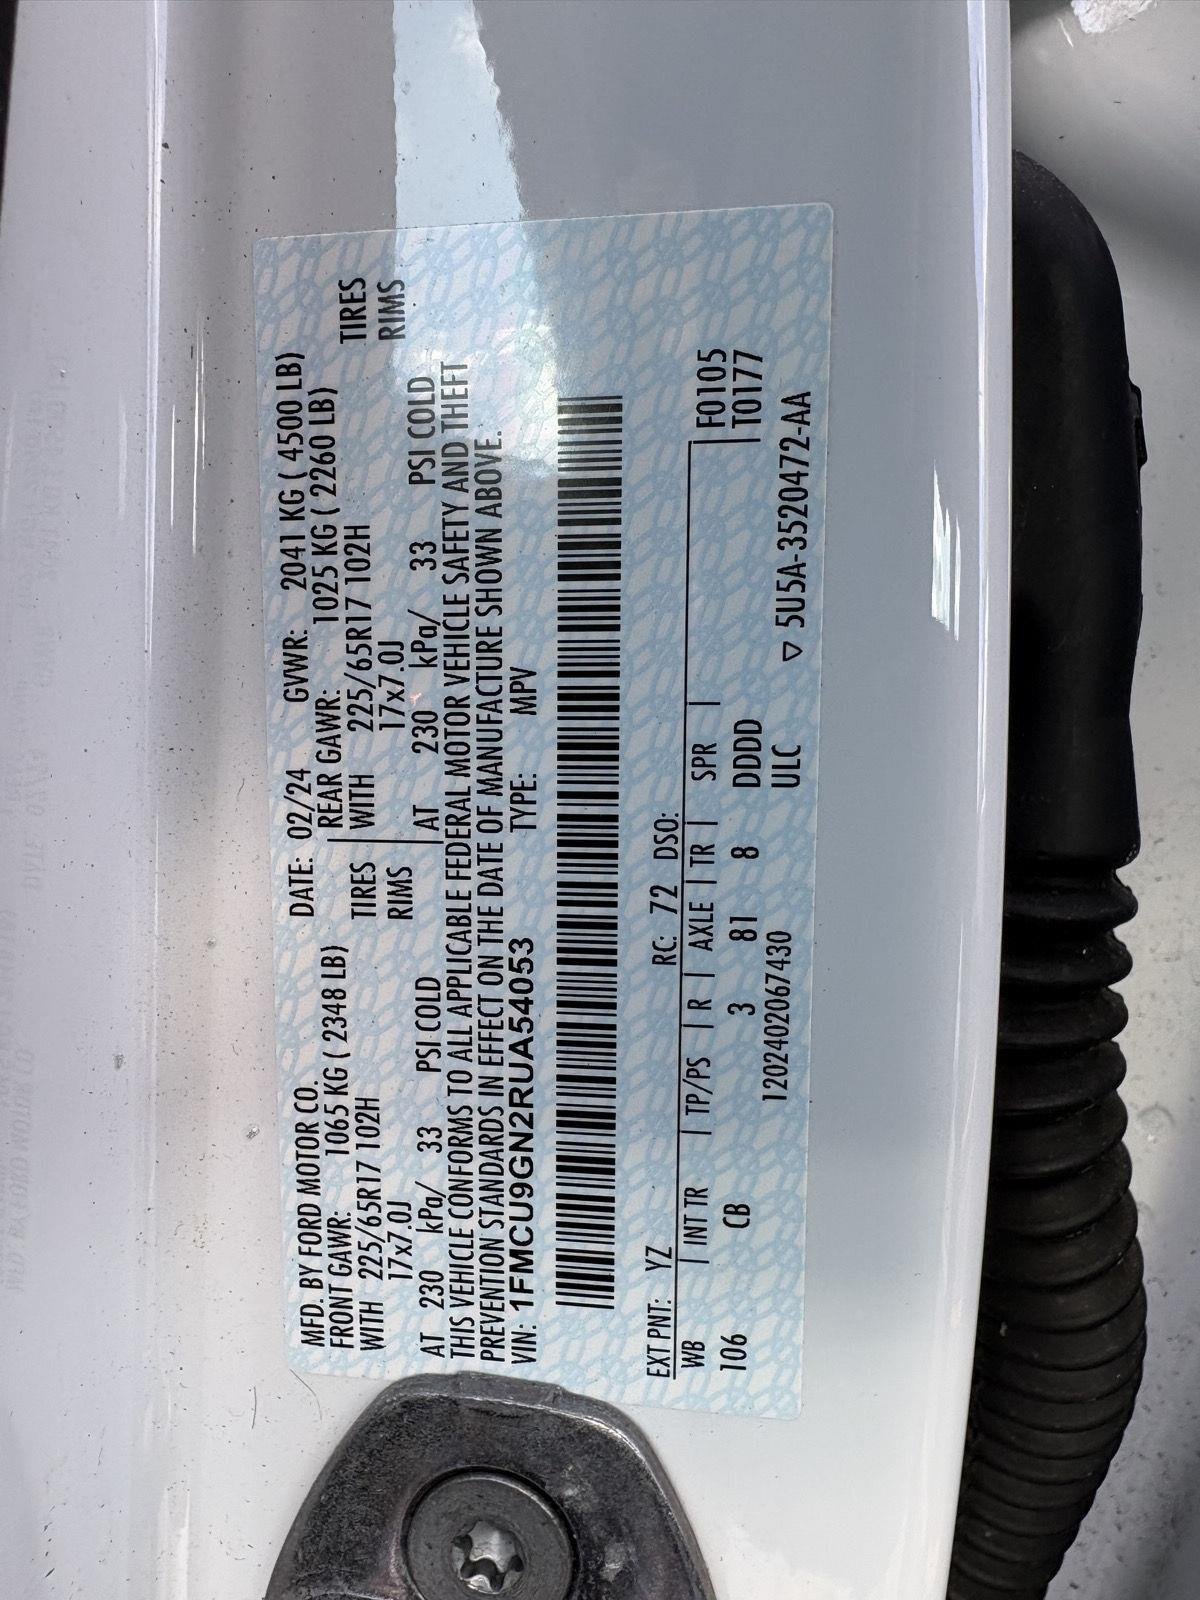 MFD. BY FORD MOTOR CO.
DATE: 02/24 GVWR: 2041 KG ( 4500 LB)
FRONT GAWR: 1065 KG ( 2348 LB)
REAR GAWR: 1025 KG ( 2260 LB)
WITH 225/65R17 102H TIRES
WITH 225/65R17 102H TIRES
17x7.0J RIMS
17x7.0J RIMS
AT 230 kPa/ 33 PSI COLD
AT 230 kPa/ 33 PSI COLD
THIS VEHICLE CONFORMS TO ALL APPLICABLE FEDERAL MOTOR VEHICLE SAFETY AND THEFT
PREVENTION STANDARDS IN EFFECT ON THE DATE OF MANUFACTURE SHOWN ABOVE.
VIN: 1FMCU9GN2RUA54053 TYPE: MPV
EXT PNT: YZ RC: 72 DSO:
WB | INT TR | TP/PS | R | AXLE | TR | SPR | F0105
106 CB 3 81 8 DDDD T0177
1202402067430 ULC ▽ 5U5A-3520472-AA